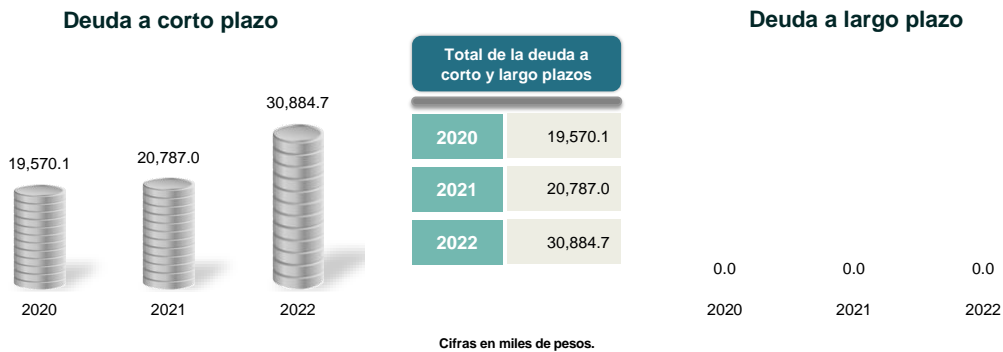 Deuda a corto plazo
30,884.7
19,570.1
20,787.0
2020
2021
2022
Total de la deuda a
corto y largo plazos
2020 19,570.1
2021 20,787.0
2022 30,884.7
Cifras en miles de pesos.
Deuda a largo plazo
0.0 0.0 0.0
2020 2021 2022